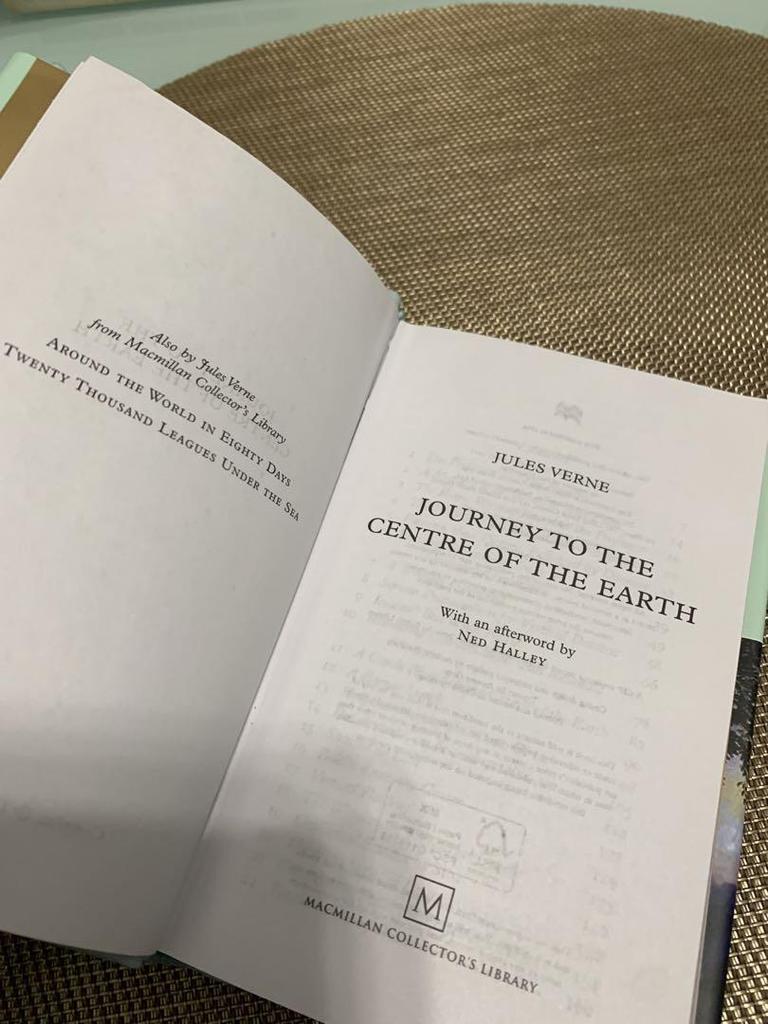 Also by Jules Verne
from Macmillan Collector's Library
AROUND THE WORLD IN EIGHTY DAYS
TWENTY THOUSAND LEAGUES UNDER THE SEA
JULES VERNE
JOURNEY TO THE
CENTRE OF THE EARTH
With an afterword by
NED HALLEY
M
MACMILLAN COLLECTOR'S LIBRARY